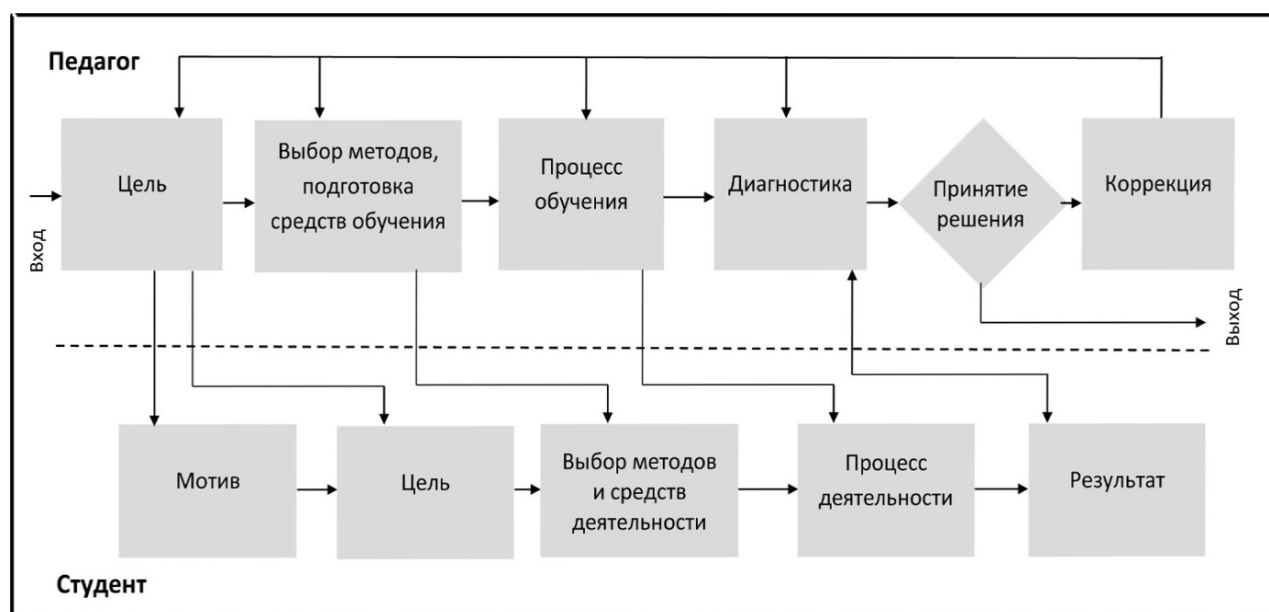 Педагог
Вход
Цель
Выбор методов,
подготовка
средств обучения
Процесс
обучения
Диагностика
Принятие
решения
Коррекция
Выход
Мотив
Цель
Выбор методов
и средств
деятельности
Процесс
деятельности
Результат
Студент